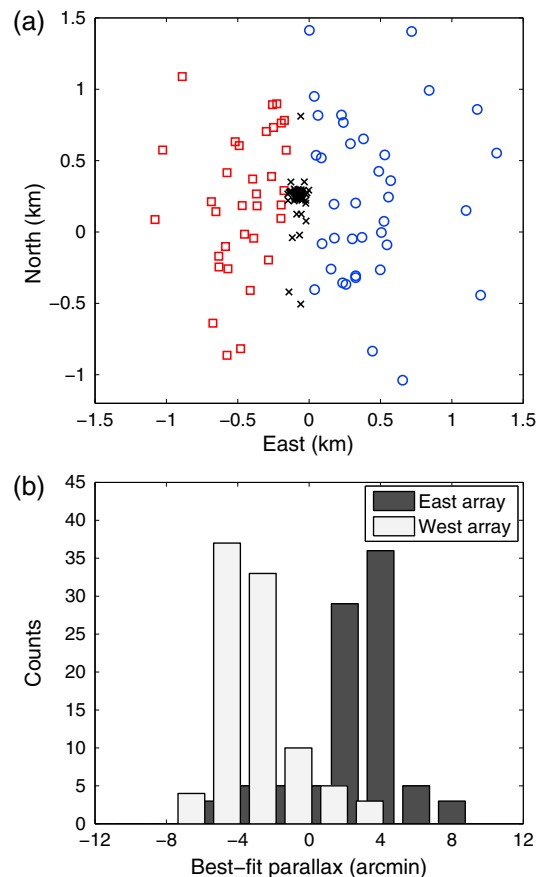 (a)
1.5
1
0.5
0
−0.5
−1
North (km)
−1.5 −1 −0.5 0 0.5 1 1.5
East (km)
(b)
45
40
35
30
25
20
15
10
5
0
Counts
East array
West array
−12 −8 −4 0 4 8 12
Best−fit parallax (arcmin)